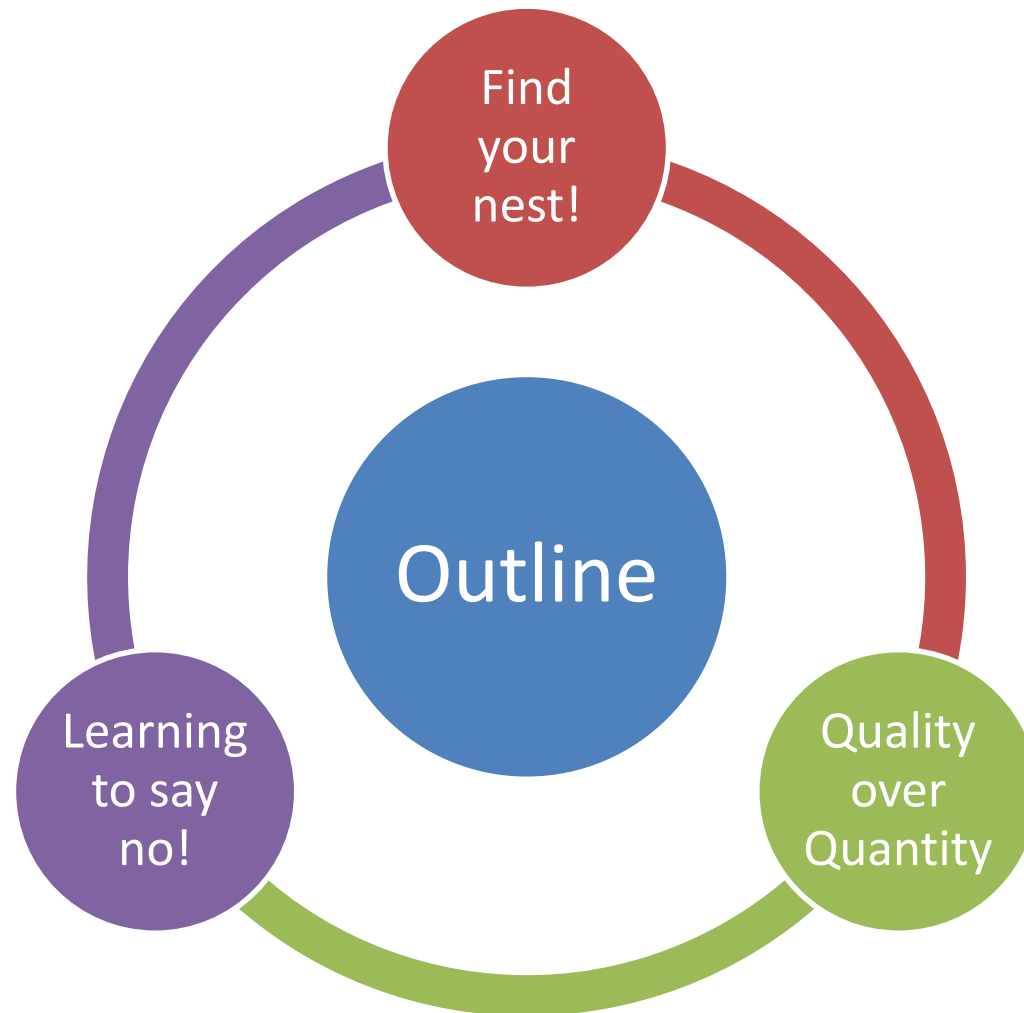 Find
your
nest!
Outline
Learning
to say
no!
Quality
over
Quantity